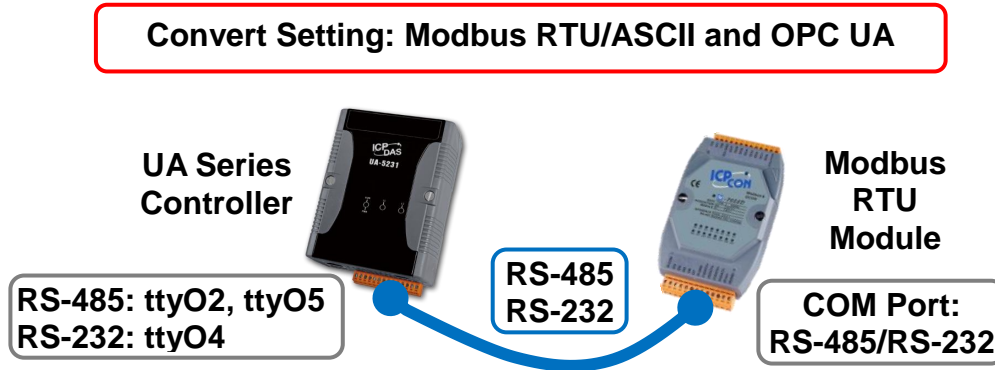 Convert Setting: Modbus RTU/ASCII and OPC UA
UA Series
Controller
ICP
DAS
UA-5231
ICP
CON
CE
Modbus
RTU
Module
RS-485: ttyO2, ttyO5
RS-232: ttyO4
RS-485
RS-232
COM Port:
RS-485/RS-232